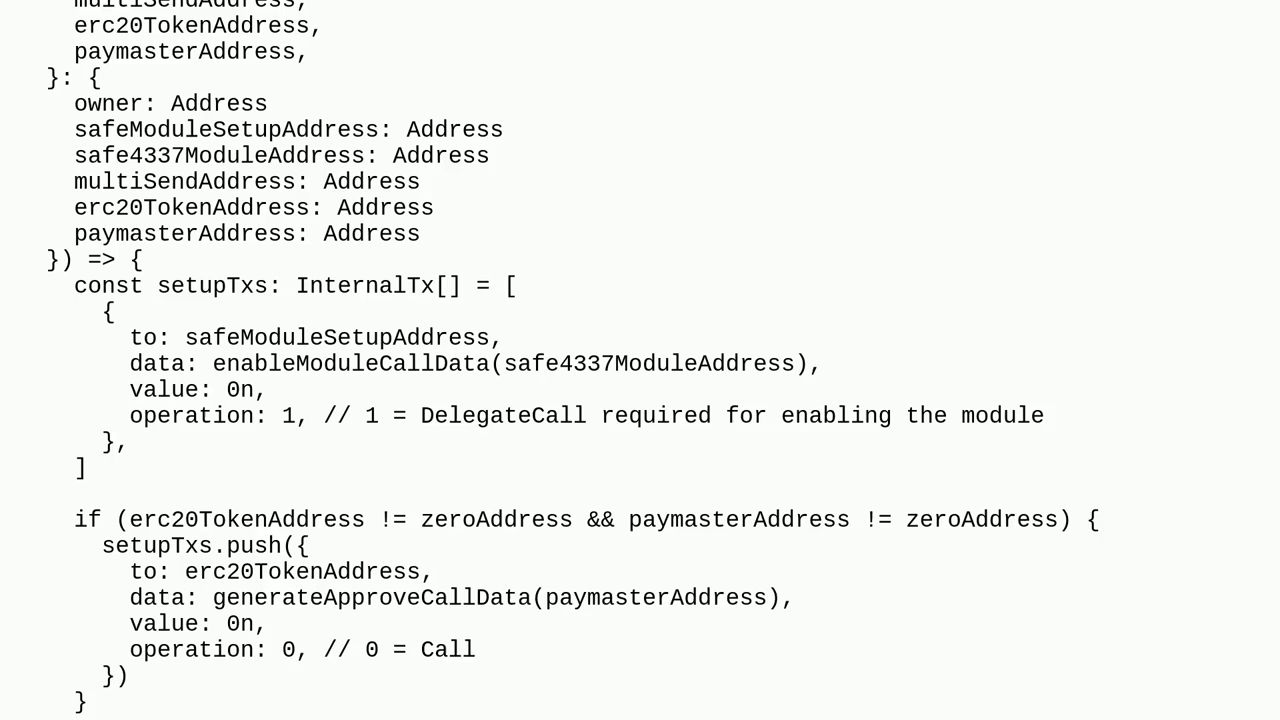 multiSendAddress,
erc20TokenAddress,
paymasterAddress,
}: {
owner: Address
safeModuleSetupAddress: Address
safe4337ModuleAddress: Address
multiSendAddress: Address
erc20TokenAddress: Address
paymasterAddress: Address
}) => {
const setupTxs: InternalTx[] = [
{
to: safeModuleSetupAddress,
data: enableModuleCallData(safe4337ModuleAddress),
value: 0n,
operation: 1, // 1 = DelegateCall required for enabling the module
},
]
if (erc20TokenAddress != zeroAddress && paymasterAddress != zeroAddress) {
setupTxs.push({
to: erc20TokenAddress,
data: generateApproveCallData(paymasterAddress),
value: 0n,
operation: 0, // 0 = Call
})
}